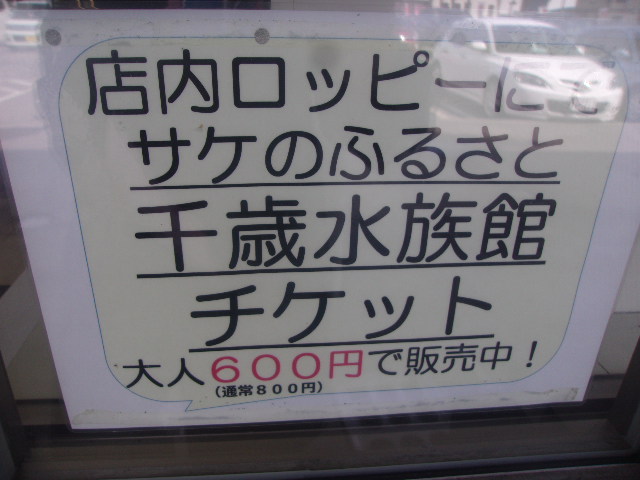 店内ロッピーにて
サケのふるさと
千歳水族館
チケット
大人600円で販売中！
（通常800円）